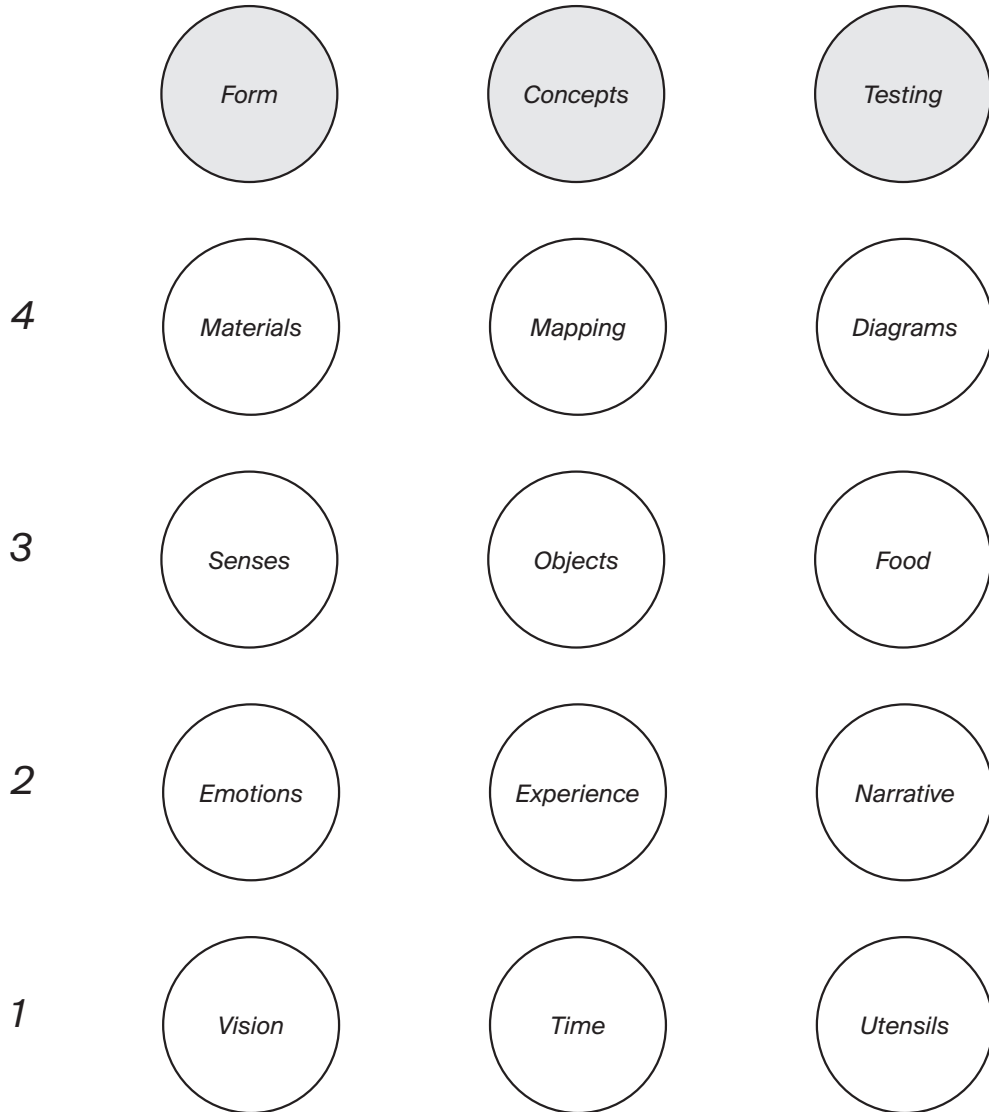 Form Concepts Testing
4 Materials Mapping Diagrams
3 Senses Objects Food
2 Emotions Experience Narrative
1 Vision Time Utensils